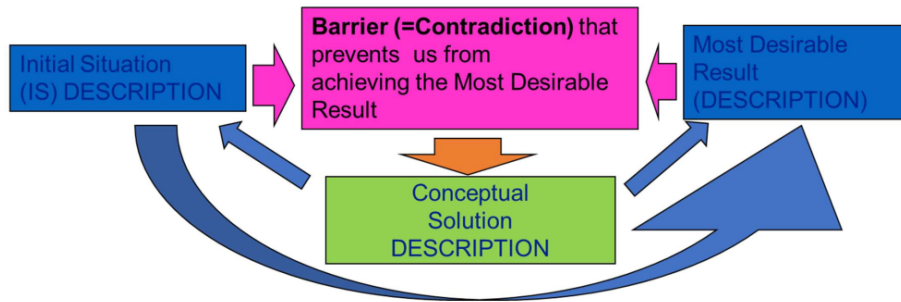 Initial Situation
(IS) DESCRIPTION
Barrier (=Contradiction) that
prevents us from
achieving the Most Desirable
Result
Most Desirable
Result
(DESCRIPTION)
Conceptual
Solution
DESCRIPTION